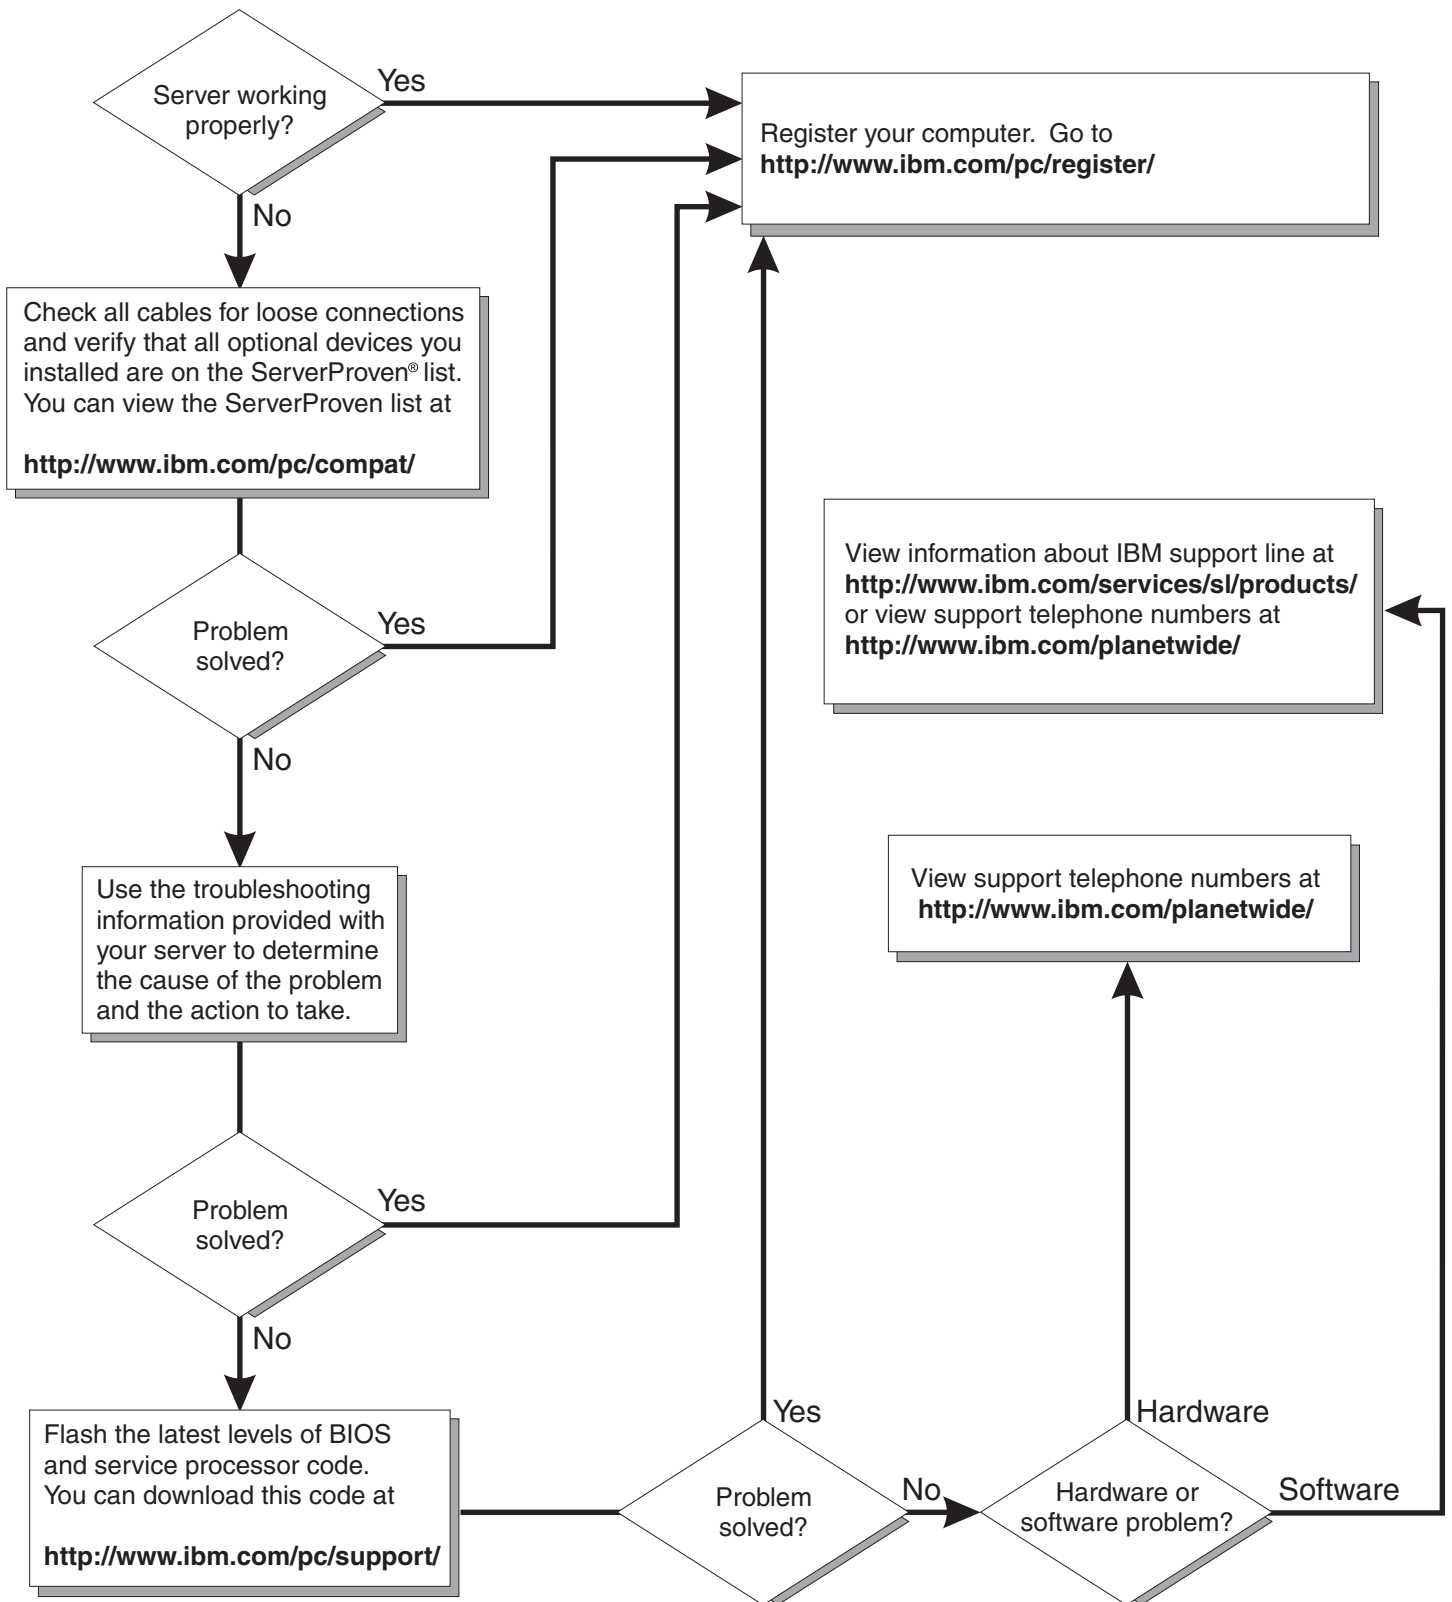 Server working
properly?
Yes
No
Register your computer.  Go to
http://www.ibm.com/pc/register/
Check all cables for loose connections
and verify that all optional devices you
installed are on the ServerProven® list.
You can view the ServerProven list at
http://www.ibm.com/pc/compat/
Problem
solved?
Yes
No
View information about IBM support line at
http://www.ibm.com/services/sl/products/
or view support telephone numbers at
http://www.ibm.com/planetwide/
Use the troubleshooting
information provided with
your server to determine
the cause of the problem
and the action to take.
View support telephone numbers at
http://www.ibm.com/planetwide/
Problem
solved?
Yes
No
Flash the latest levels of BIOS
and service processor code.
You can download this code at
http://www.ibm.com/pc/support/
Problem
solved?
Yes
No
Hardware or
software problem?
Hardware
Software